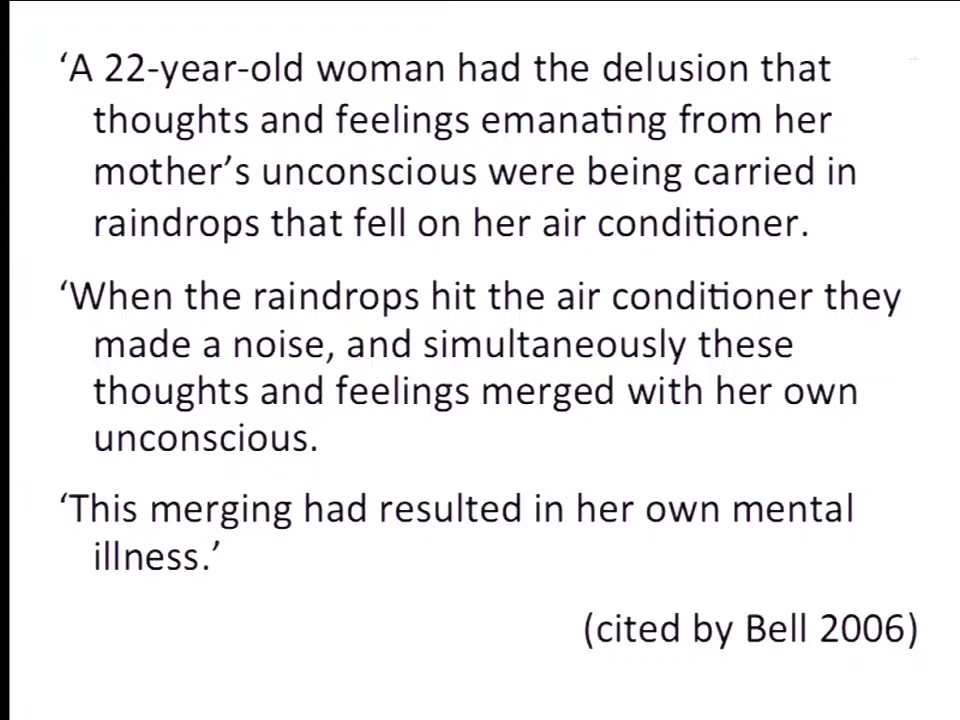 ‘A 22-year-old woman had the delusion that
thoughts and feelings emanating from her
mother’s unconscious were being carried in
raindrops that fell on her air conditioner.
‘When the raindrops hit the air conditioner they
made a noise, and simultaneously these
thoughts and feelings merged with her own
unconscious.
‘This merging had resulted in her own mental
illness.’
(cited by Bell 2006)